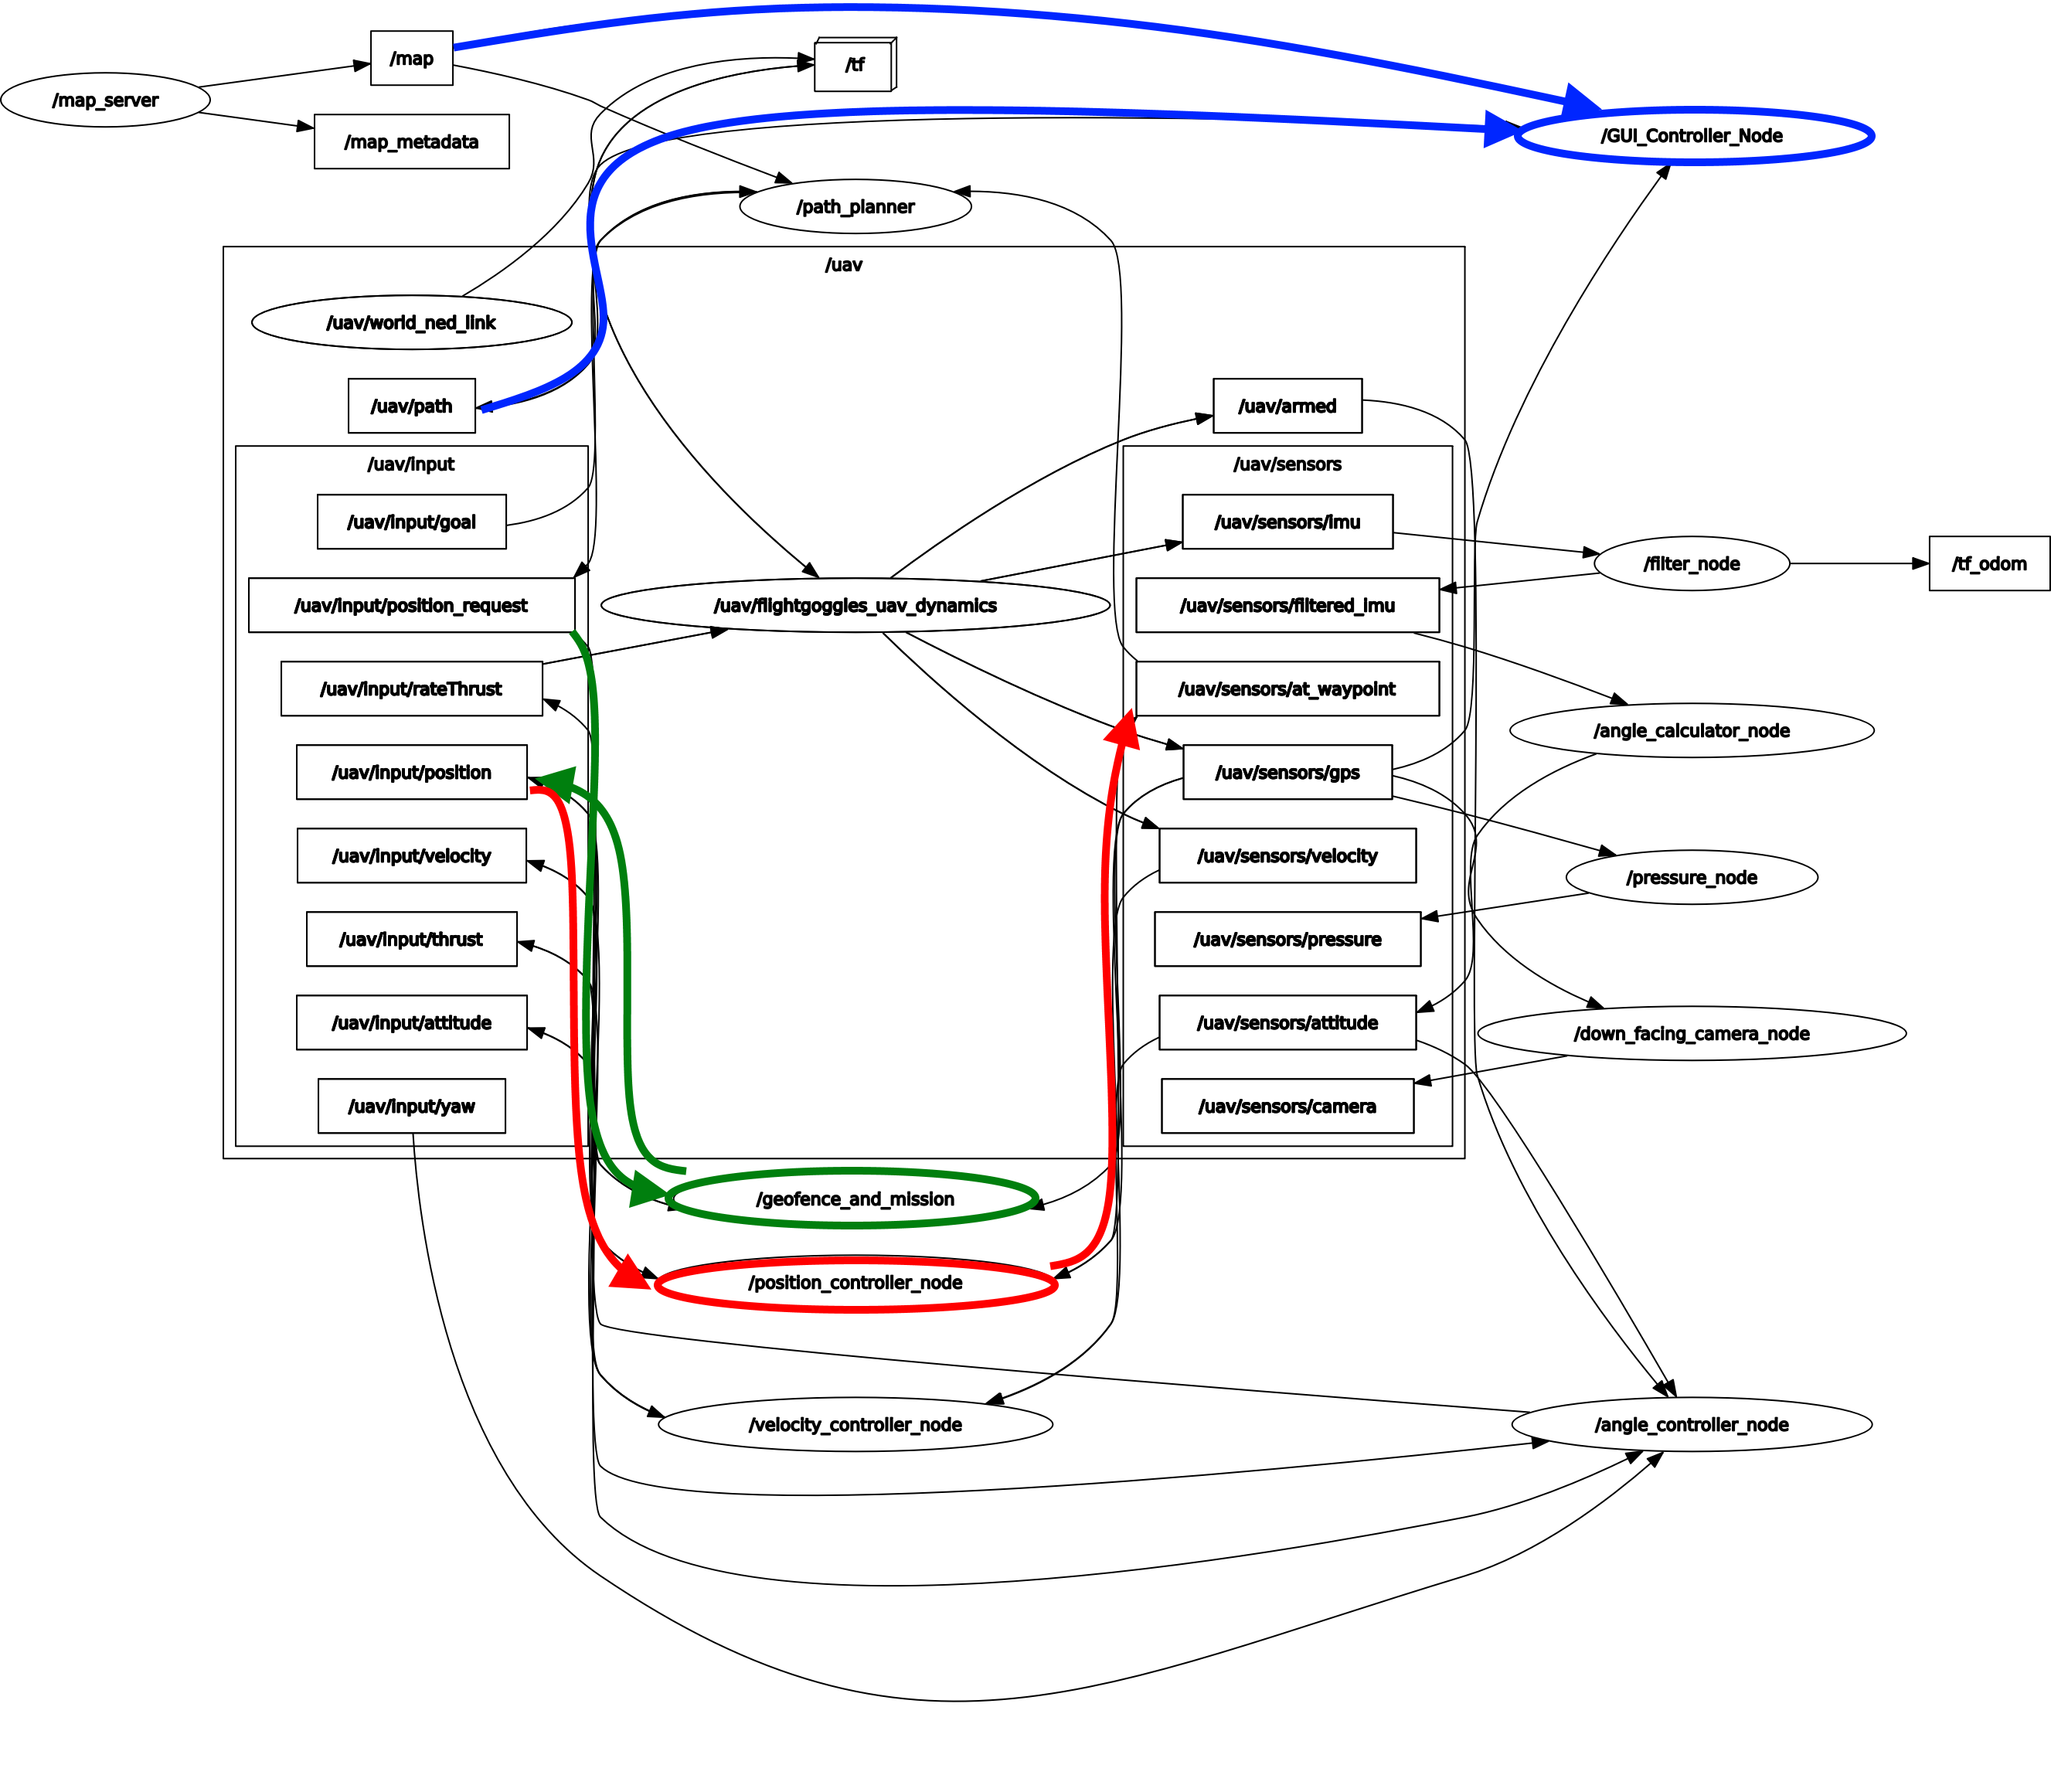 /map
/tf
/map_server
/GUI_Controller_Node
/map_metadata
/path_planner
/uav
/uav/world_ned_link
/uav/path
/uav/armed
/uav/input
/uav/sensors
/uav/input/goal
/uav/sensors/imu
/filter_node
/tf_odom
/uav/input/position_request
/uav/flightgoggles_uav_dynamics
/uav/sensors/filtered_imu
/uav/input/rateThrust
/uav/sensors/at_waypoint
/angle_calculator_node
/uav/input/position
/uav/sensors/gps
/uav/input/velocity
/uav/sensors/velocity
/pressure_node
/uav/input/thrust
/uav/sensors/pressure
/uav/input/attitude
/uav/sensors/attitude
/down_facing_camera_node
/uav/input/yaw
/uav/sensors/camera
/geofence_and_mission
/position_controller_node
/velocity_controller_node
/angle_controller_node